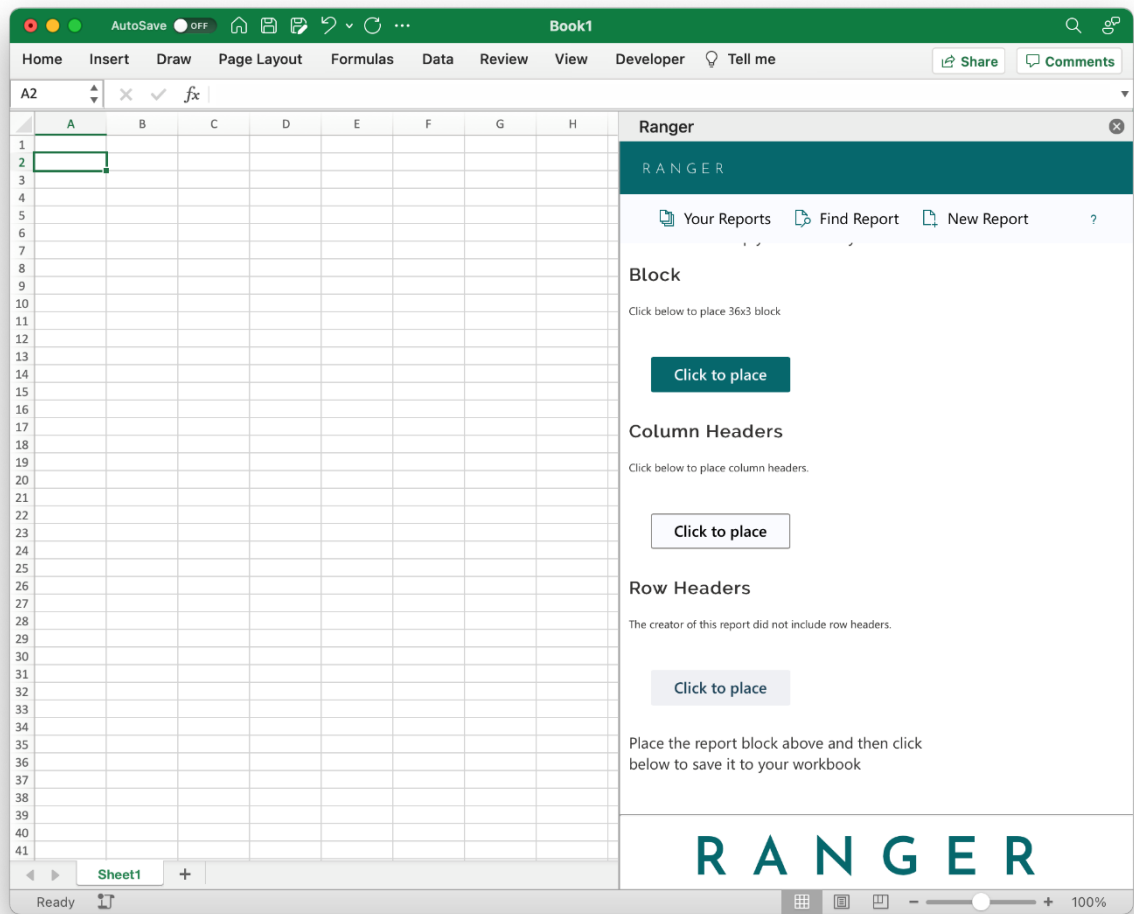 AutoSave OFF Book1
Home Insert Draw Page Layout Formulas Data Review View Developer Tell me Share Comments
A2 fx
A B C D E F G H
1
2
3
4
5
6
7
8
9
10
11
12
13
14
15
16
17
18
19
20
21
22
23
24
25
26
27
28
29
30
31
32
33
34
35
36
37
38
39
40
41
Ranger
RANGER
Your Reports Find Report New Report ?
Block
Click below to place 36x3 block
Click to place
Column Headers
Click below to place column headers.
Click to place
Row Headers
The creator of this report did not include row headers.
Click to place
Place the report block above and then click
below to save it to your workbook
RANGER
Sheet1 +
Ready 100%